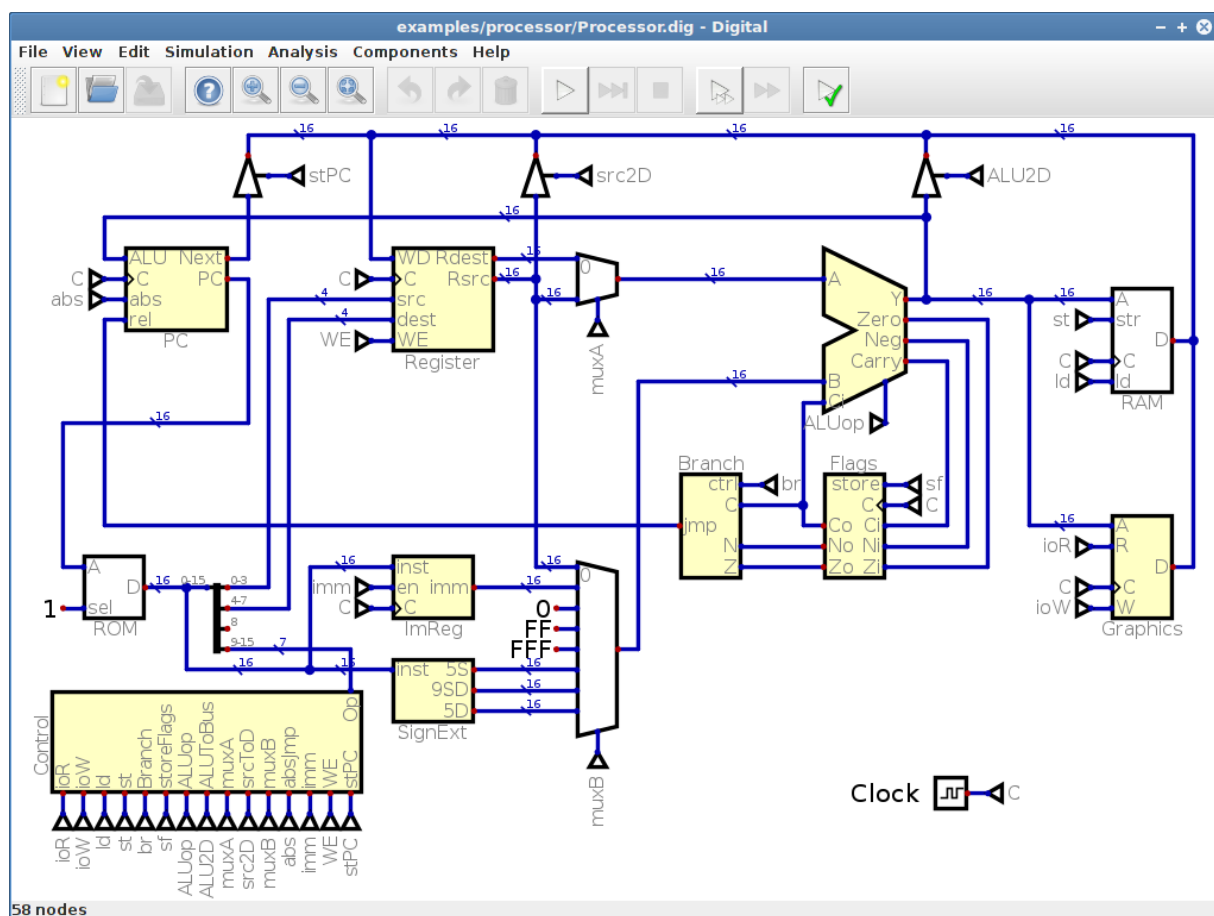 examples/processor/Processor.dig - Digital
File View Edit Simulation Analysis Components Help
16 16 16 16
stPC src2D ALU2D
16
ALU Next
C C PC
abs abs
rel
PC
WD Rdest 16
C C Rsrc 16
4 src
4 dest
WE WE
Register
0
16
16
muxA
A
Y 16 16
Zero
Neg
Carry
16 B
Ci
ALUop
A
st str
D
C C
ld ld
RAM
16
Branch
ctrl br
C
jmp
N
Z
Flags
store sf
C C
Co Ci
No Ni
Zo Zi
16 A
ioR R
D
C C
ioW W
Graphics
A
D 16 0-15 0-3
4-7
8
9-15 7
1 sel
ROM
16 16
16 inst
imm en imm 16
C C
ImReg
16
0
0
FF
FFF
inst 5S 16
9SD 16
5D 16
SignExt
muxB
Control
Op
ioR ioW ld st Branch storeFlags ALUop ALUToBus muxA srcToD muxB absJmp imm WE stPC
ioR ioW ld st br sf ALUop ALU2D muxA src2D muxB abs imm WE stPC
Clock C
58 nodes